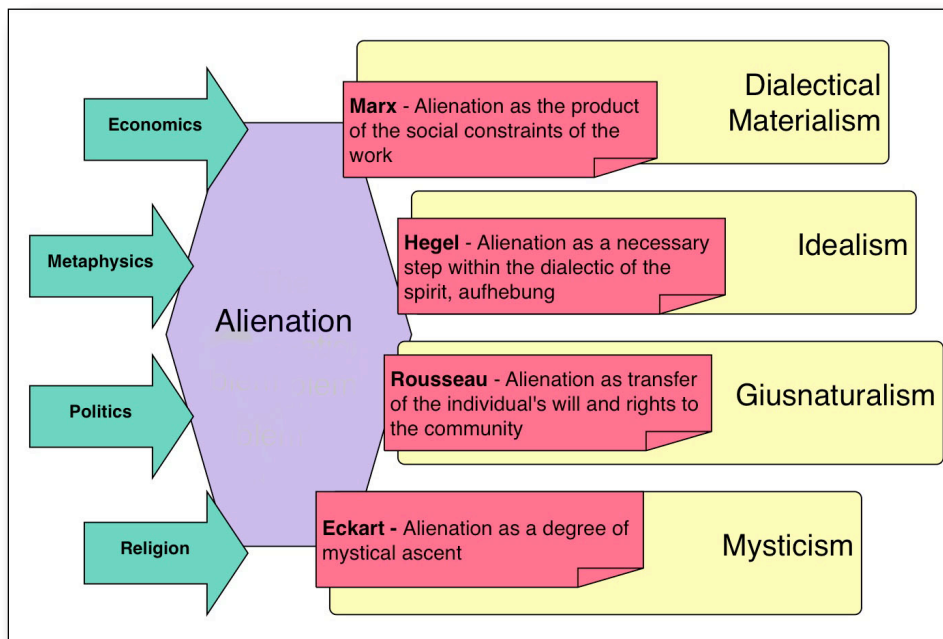 Economics
Metaphysics
Politics
Religion
Alienation
Marx - Alienation as the product
of the social constraints of the
work
Dialectical
Materialism
Hegel - Alienation as a necessary
step within the dialectic of the
spirit, aufhebung
Idealism
Rousseau - Alienation as transfer
of the individual's will and rights to
the community
Giusnaturalism
Eckart - Alienation as a degree of
mystical ascent
Mysticism